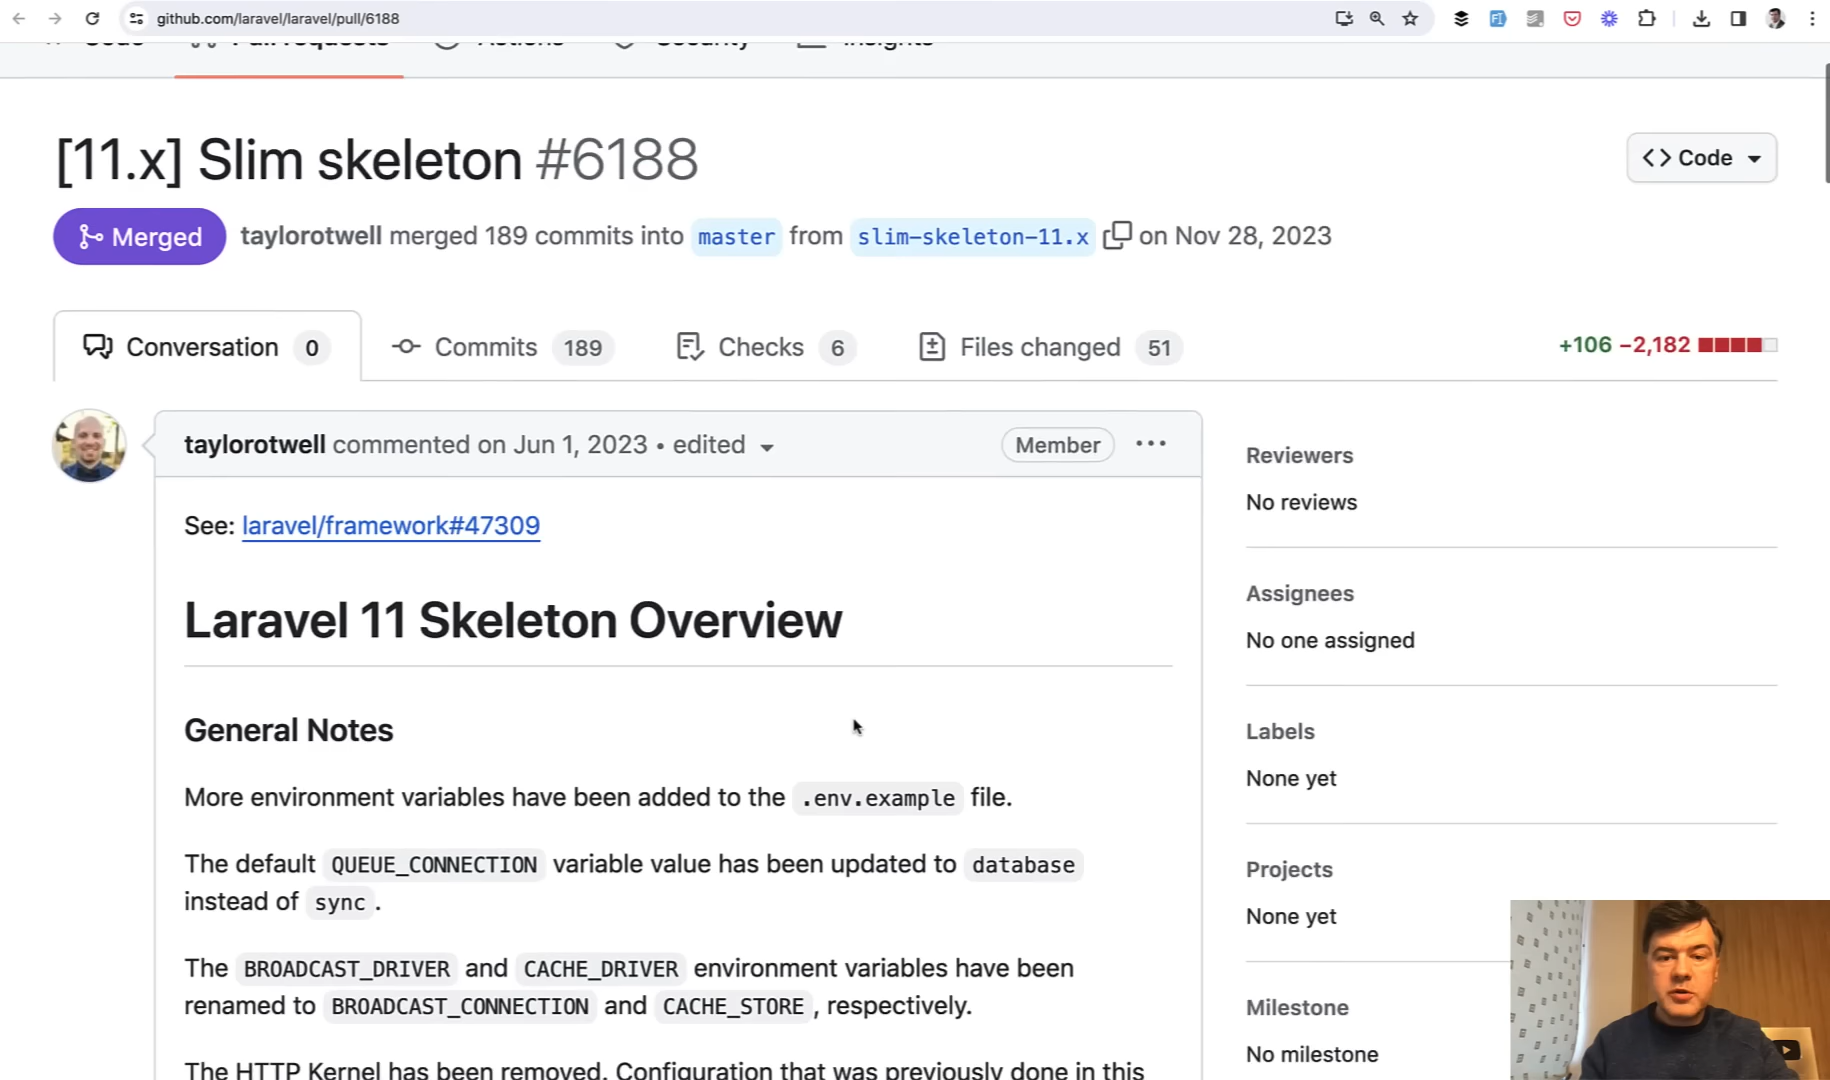 github.com/laravel/laravel/pull/6188
Code Pull requests Actions Security Insights
[11.x] Slim skeleton #6188
<> Code
Merged taylorotwell merged 189 commits into master from slim-skeleton-11.x on Nov 28, 2023
Conversation 0 Commits 189 Checks 6 Files changed 51 +106 −2,182
taylorotwell commented on Jun 1, 2023 • edited Member
See: laravel/framework#47309
Laravel 11 Skeleton Overview
General Notes
More environment variables have been added to the .env.example file.
The default QUEUE_CONNECTION variable value has been updated to database
instead of sync .
The BROADCAST_DRIVER and CACHE_DRIVER environment variables have been
renamed to BROADCAST_CONNECTION and CACHE_STORE , respectively.
The HTTP Kernel has been removed. Configuration that was previously done in this
Reviewers
No reviews
Assignees
No one assigned
Labels
None yet
Projects
None yet
Milestone
No milestone